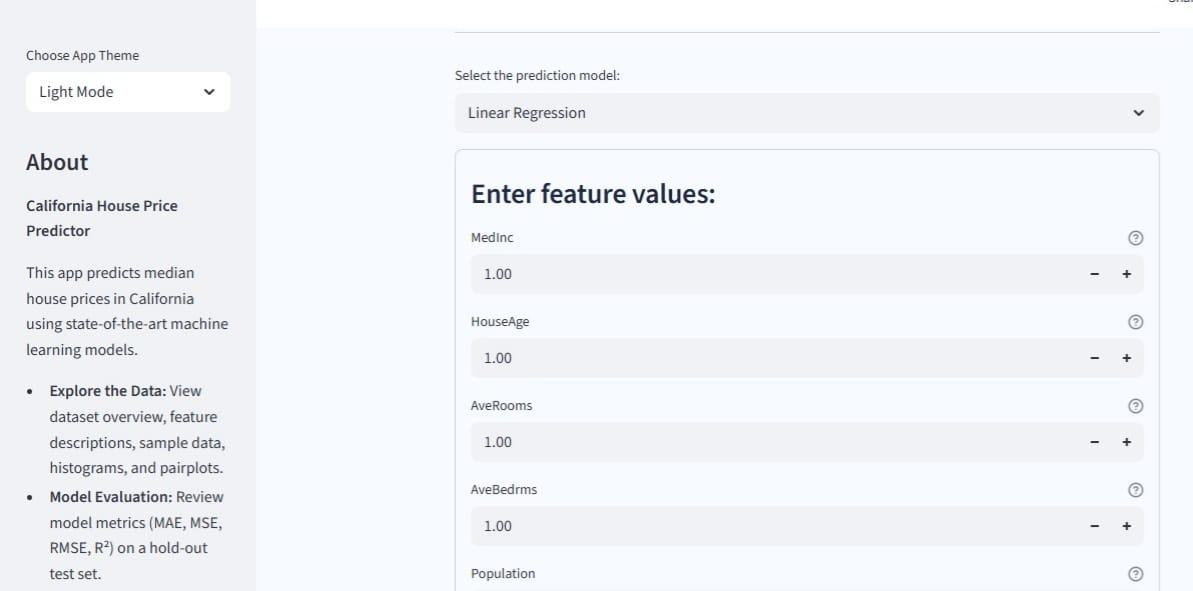 Choose App Theme
Light Mode
About
California House Price
Predictor
This app predicts median
house prices in California
using state-of-the-art machine
learning models.
• Explore the Data: View
dataset overview, feature
descriptions, sample data,
histograms, and pairplots.
• Model Evaluation: Review
model metrics (MAE, MSE,
RMSE, R²) on a hold-out
test set.
Select the prediction model:
Linear Regression
Enter feature values:
MedInc
1.00
HouseAge
1.00
AveRooms
1.00
AveBedrms
1.00
Population